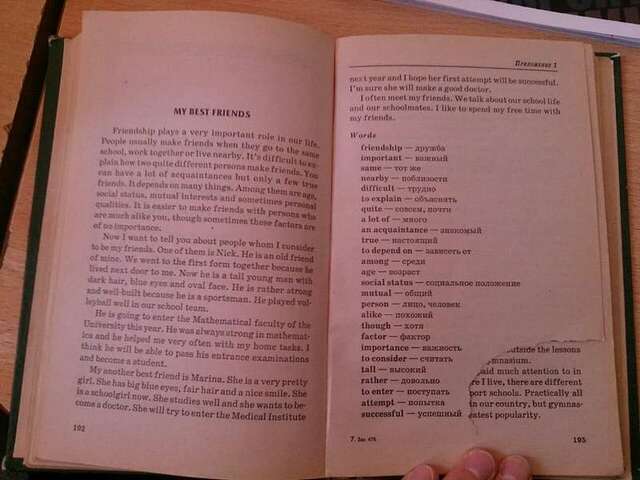 MY BEST FRIENDS
Friendship plays a very important role in our life.
People usually make friends when they go to the same
school, work together or live nearby. It's difficult to ex-
plain how two quite different persons make friends. You
can have a lot of acquaintances but only a few true
friends. It depends on many things. Among them are age,
social status, mutual interests and sometimes personal
qualities. It is easier to make friends with persons who
are much alike you, though sometimes these factors are
of no importance.
Now I want to tell you about people whom I consider
to be my friends. One of them is Nick. He is an old friend
of mine. We went to the first form together because he
lived next door to me. Now he is a tall young man with
dark hair, blue eyes and oval face. He is rather strong
and well-built because he is a sportsman. He played vol-
leyball well in our school team.
He is going to enter the Mathematical faculty of the
University this year. He was always strong in mathemat-
ics and he helped me very often with my home tasks. I
think he will be able to pass his entrance examinations
and become a student.
My another best friend is Marina. She is a very pretty
girl. She has big blue eyes, fair hair and a nice smile. She
is a schoolgirl now. She studies well and she wants to be-
come a doctor. She will try to enter the Medical Institute
192
Приложение 1
next year and I hope her first attempt will be successful.
I'm sure she will make a good doctor.
I often meet my friends. We talk about our school life
and our schoolmates. I like to spend my free time with
my friends.
Words
friendship — дружба
important — важный
same — тот же
nearby — поблизости
difficult — трудно
to explain — объяснять
quite — совсем, почти
a lot of — много
an acquaintance — знакомый
true — настоящий
to depend on — зависеть от
among — среди
age — возраст
social status — социальное положение
mutual — общий
person — лицо, человек
alike — похожий
though — хотя
factor — фактор
importance — важность
to consider — считать
tall — высокий
rather — довольно
to enter — поступать
attempt — попытка
successful — успешный
outside the lessons
mnasium.
aid much attention to in
re I live, there are different
port schools. Practically all
n our country, but gymnas-
eatest popularity.
7. Зак. 476
193